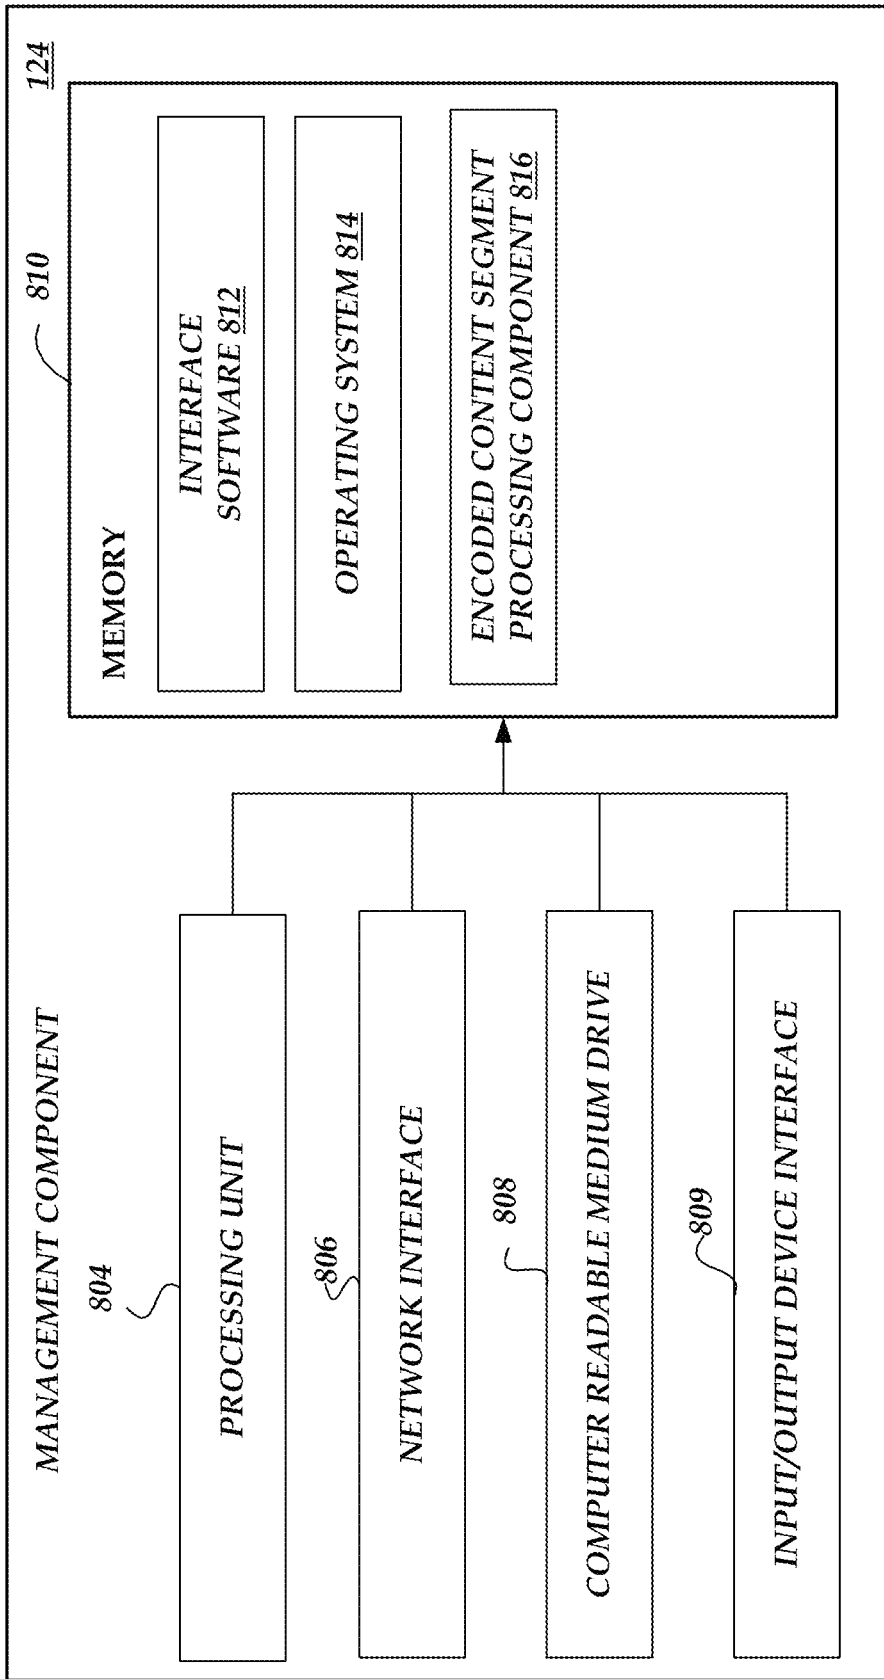 MANAGEMENT COMPONENT
124
804
PROCESSING UNIT
806
NETWORK INTERFACE
808
COMPUTER READABLE MEDIUM DRIVE
809
INPUT/OUTPUT DEVICE INTERFACE
810
MEMORY
INTERFACE
SOFTWARE 812
OPERATING SYSTEM 814
ENCODED CONTENT SEGMENT
PROCESSING COMPONENT 816